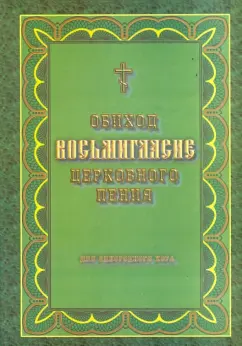 ОБИХОД
ВОСЬМИГЛАСИЕ
ЦЕРКОВНОГО
ПЕНИЯ
ДЛЯ ОДНОРОДНОГО ХОРА